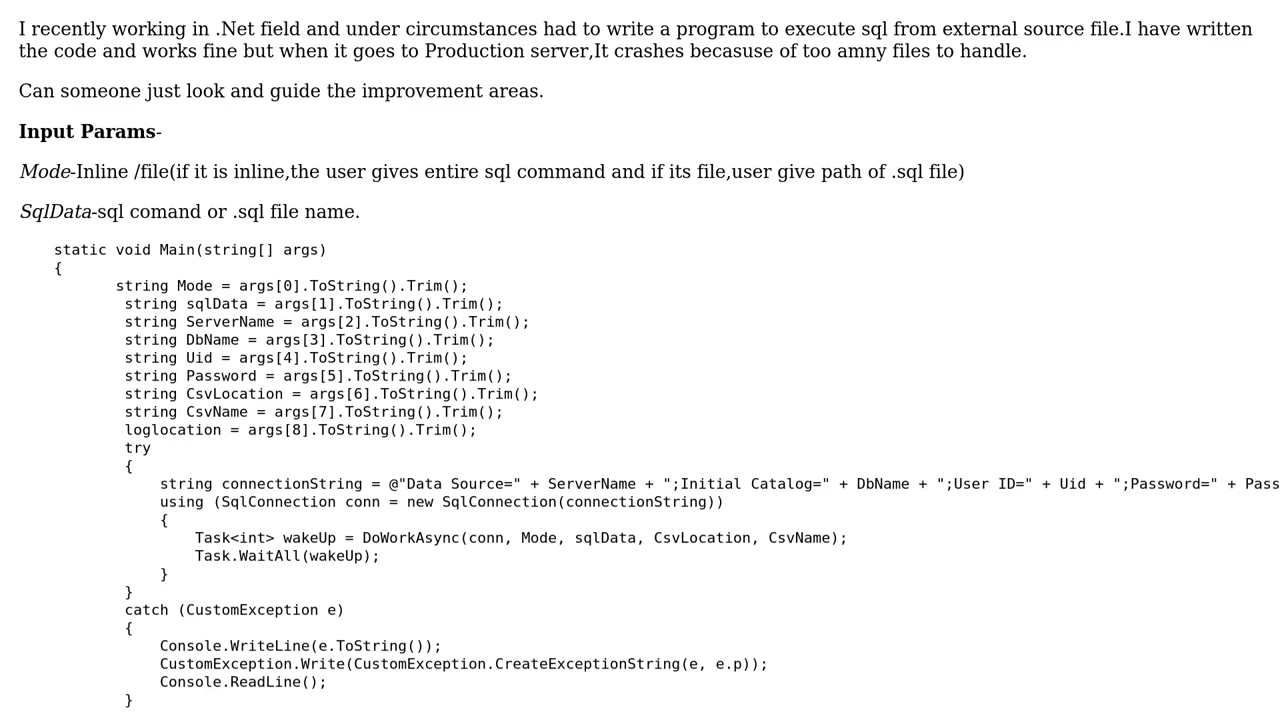 I recently working in .Net field and under circumstances had to write a program to execute sql from external source file.I have written
the code and works fine but when it goes to Production server,It crashes becasuse of too amny files to handle.
Can someone just look and guide the improvement areas.
Input Params-
Mode-Inline /file(if it is inline,the user gives entire sql command and if its file,user give path of .sql file)
SqlData-sql comand or .sql file name.
static void Main(string[] args)
{
string Mode = args[0].ToString().Trim();
string sqlData = args[1].ToString().Trim();
string ServerName = args[2].ToString().Trim();
string DbName = args[3].ToString().Trim();
string Uid = args[4].ToString().Trim();
string Password = args[5].ToString().Trim();
string CsvLocation = args[6].ToString().Trim();
string CsvName = args[7].ToString().Trim();
loglocation = args[8].ToString().Trim();
try
{
string connectionString = @"Data Source=" + ServerName + ";Initial Catalog=" + DbName + ";User ID=" + Uid + ";Password=" + Pass
using (SqlConnection conn = new SqlConnection(connectionString))
{
Task<int> wakeUp = DoWorkAsync(conn, Mode, sqlData, CsvLocation, CsvName);
Task.WaitAll(wakeUp);
}
}
catch (CustomException e)
{
Console.WriteLine(e.ToString());
CustomException.Write(CustomException.CreateExceptionString(e, e.p));
Console.ReadLine();
}